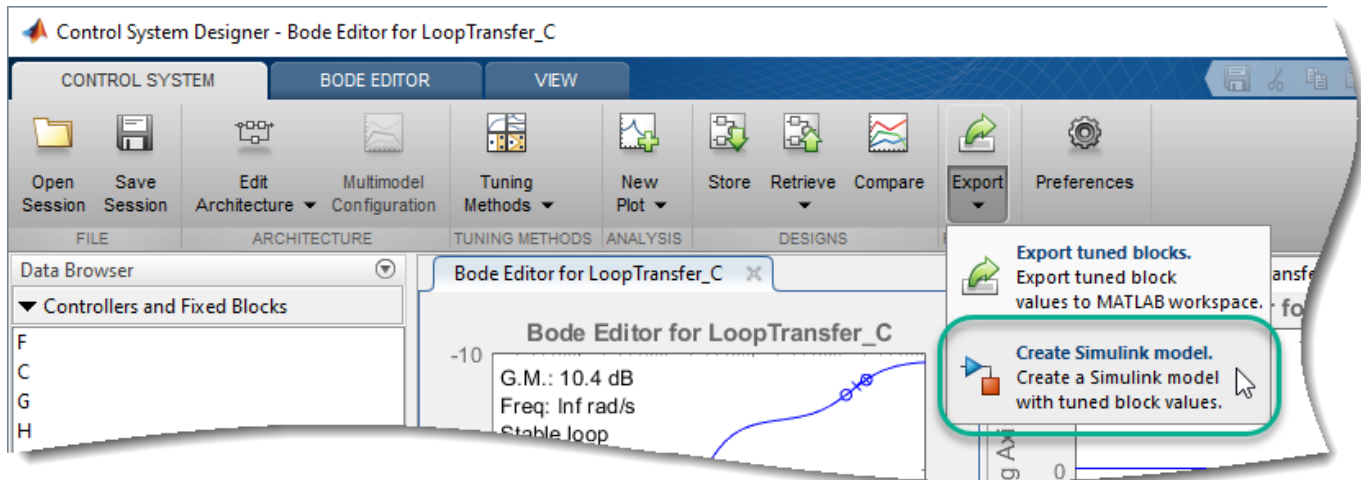 Control System Designer - Bode Editor for LoopTransfer_C
CONTROL SYSTEM
BODE EDITOR
VIEW
Open
Session
Save
Session
Edit
Architecture
Multimodel
Configuration
Tuning
Methods
New
Plot
Store
Retrieve
Compare
Export
Preferences
FILE
ARCHITECTURE
TUNING METHODS
ANALYSIS
DESIGNS
Data Browser
Controllers and Fixed Blocks
F
C
G
H
Bode Editor for LoopTransfer_C
Bode Editor for LoopTransfer_C
-10
G.M.: 10.4 dB
Freq: Inf rad/s
Stable loop
Export tuned blocks.
Export tuned block
values to MATLAB workspace.
Create Simulink model.
Create a Simulink model
with tuned block values.
0